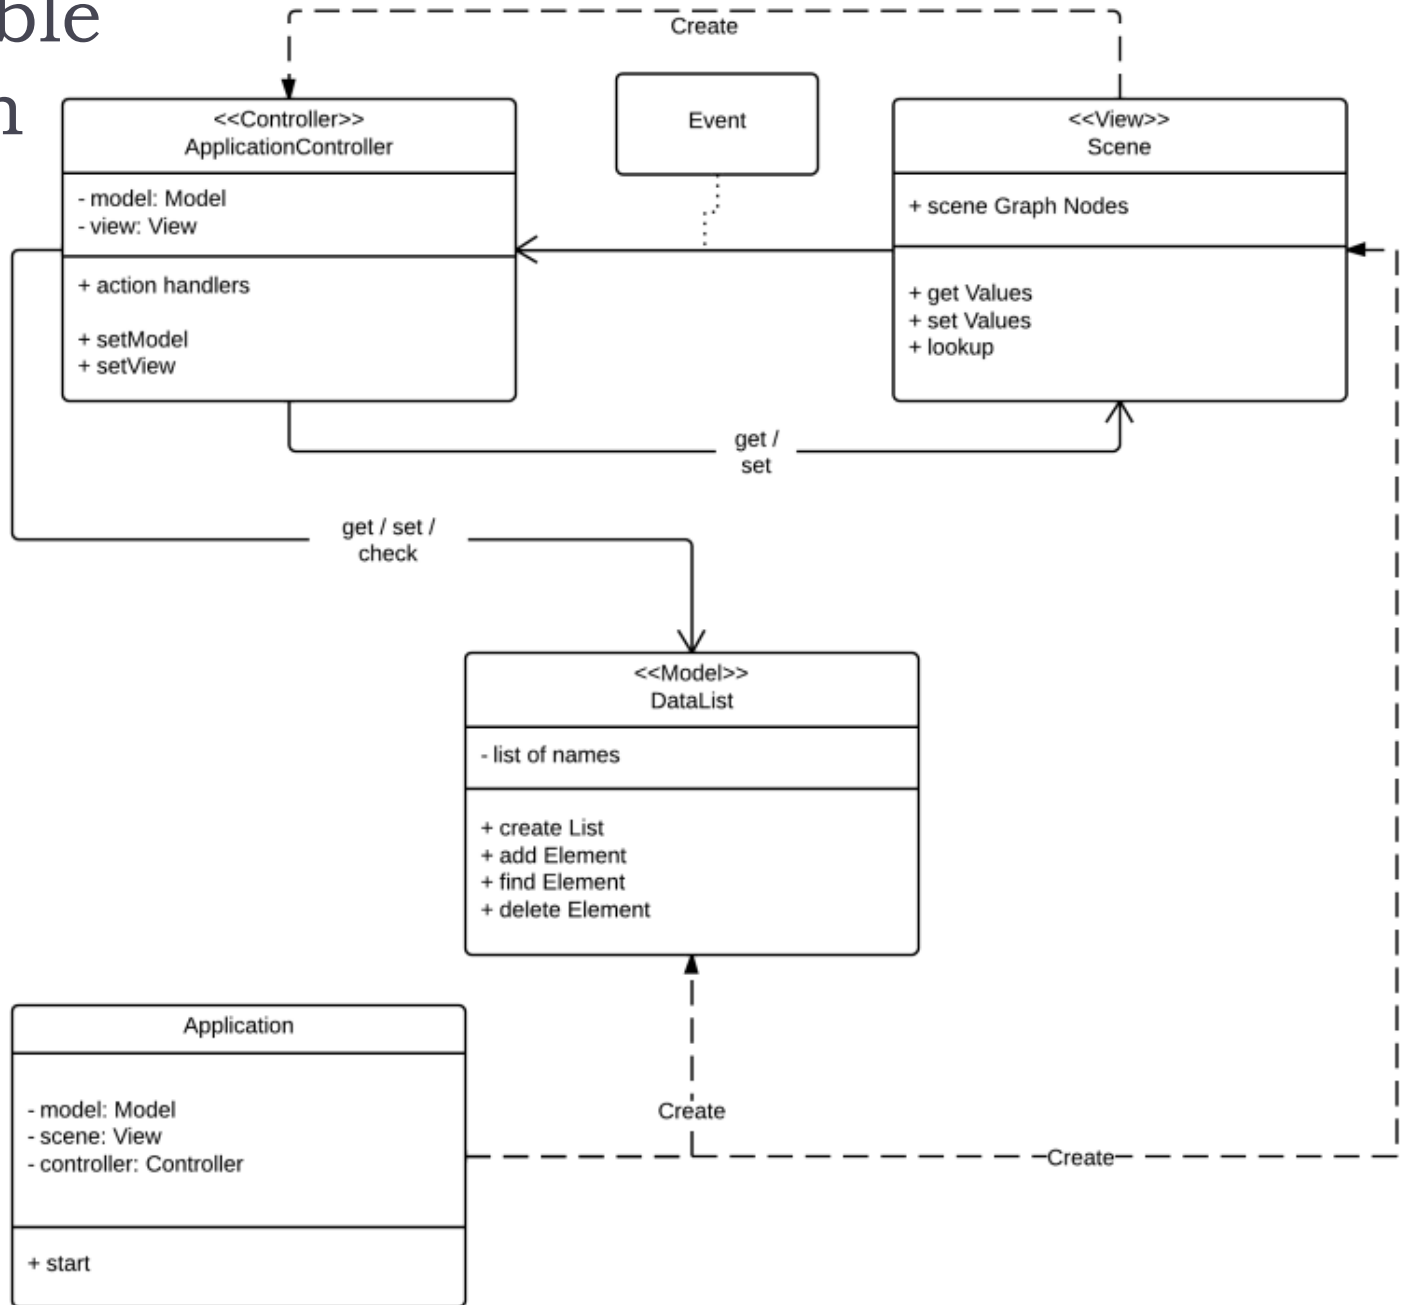 Create
<<Controller>>
ApplicationController
- model: Model
- view: View
+ action handlers
+ setModel
+ setView
Event
<<View>>
Scene
+ scene Graph Nodes
+ get Values
+ set Values
+ lookup
get /
set
get / set /
check
<<Model>>
DataList
- list of names
+ create List
+ add Element
+ find Element
+ delete Element
Create
Create
Application
- model: Model
- scene: View
- controller: Controller
+ start